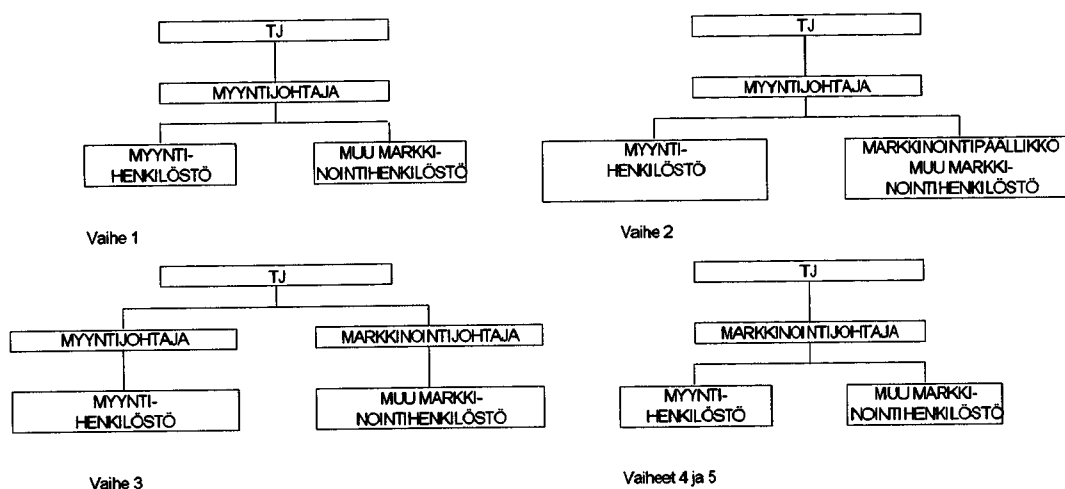 TJ
MYYNTIJOHTAJA
MYYNTI-
HENKILÖSTÖ
MUU MARKKI-
NOINTIHENKILÖSTÖ
Vaihe 1
TJ
MYYNTIJOHTAJA
MYYNTI-
HENKILÖSTÖ
MARKKINOINTIPÄÄLLIKKÖ
MUU MARKKI-
NOINTIHENKILÖSTÖ
Vaihe 2
TJ
MYYNTIJOHTAJA
MARKKINOINTIJOHTAJA
MYYNTI-
HENKILÖSTÖ
MUU MARKKI-
NOINTIHENKILÖSTÖ
Vaihe 3
TJ
MARKKINOINTIJOHTAJA
MYYNTI-
HENKILÖSTÖ
MUU MARKKI-
NOINTIHENKILÖSTÖ
Vaiheet 4 ja 5